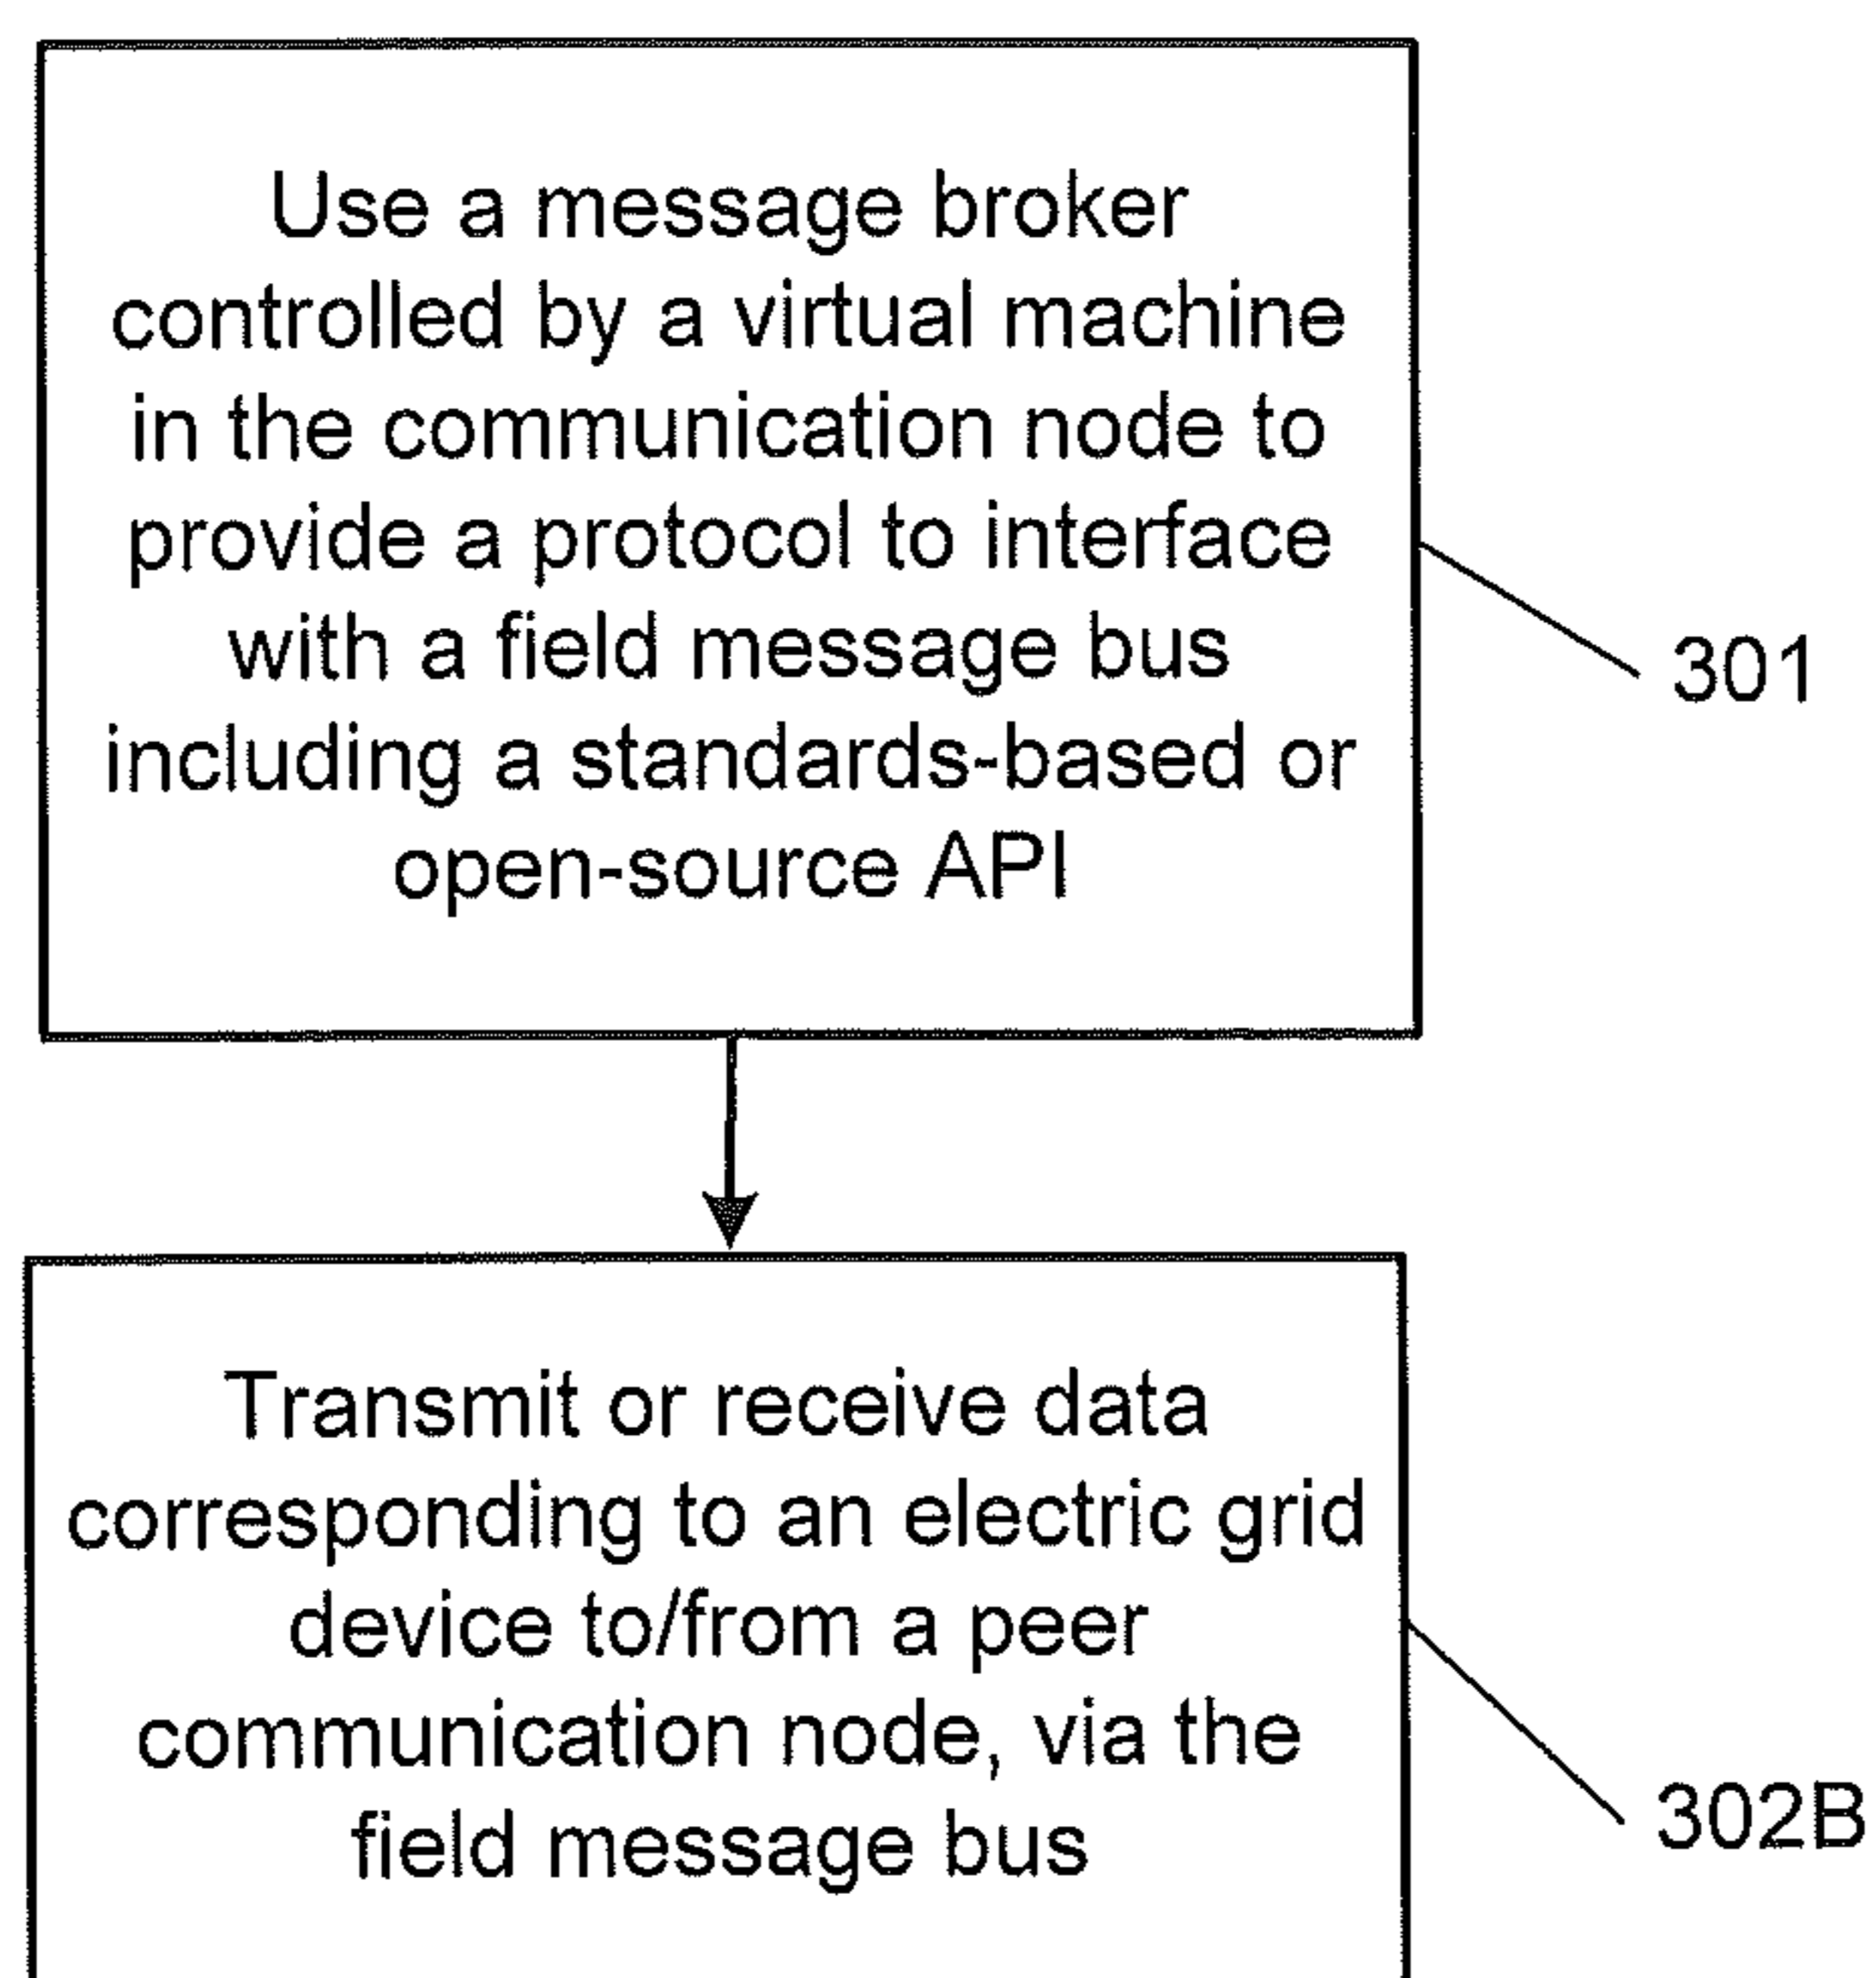 Use a message broker
controlled by a virtual machine
in the communication node to
provide a protocol to interface
with a field message bus
including a standards-based or
open-source API
301
Transmit or receive data
corresponding to an electric grid
device to/from a peer
communication node, via the
field message bus
302B